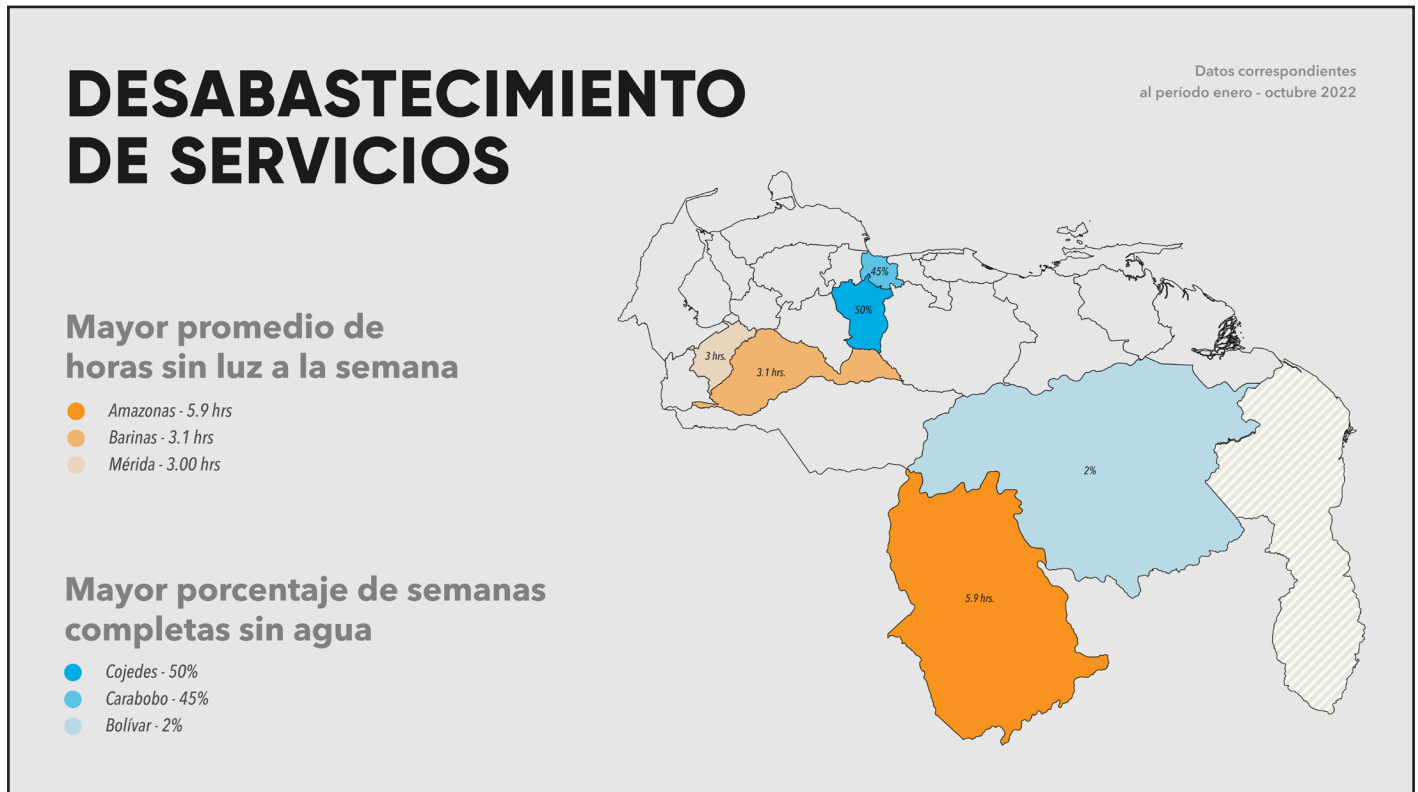 DESABASTECIMIENTO
DE SERVICIOS
Datos correspondientes
al período enero - octubre 2022
Mayor promedio de
horas sin luz a la semana
Amazonas - 5.9 hrs
Barinas - 3.1 hrs
Mérida - 3.00 hrs
Mayor porcentaje de semanas
completas sin agua
Cojedes - 50%
Carabobo - 45%
Bolívar - 2%
45%
50%
3 hrs.
3.1 hrs.
2%
5.9 hrs.